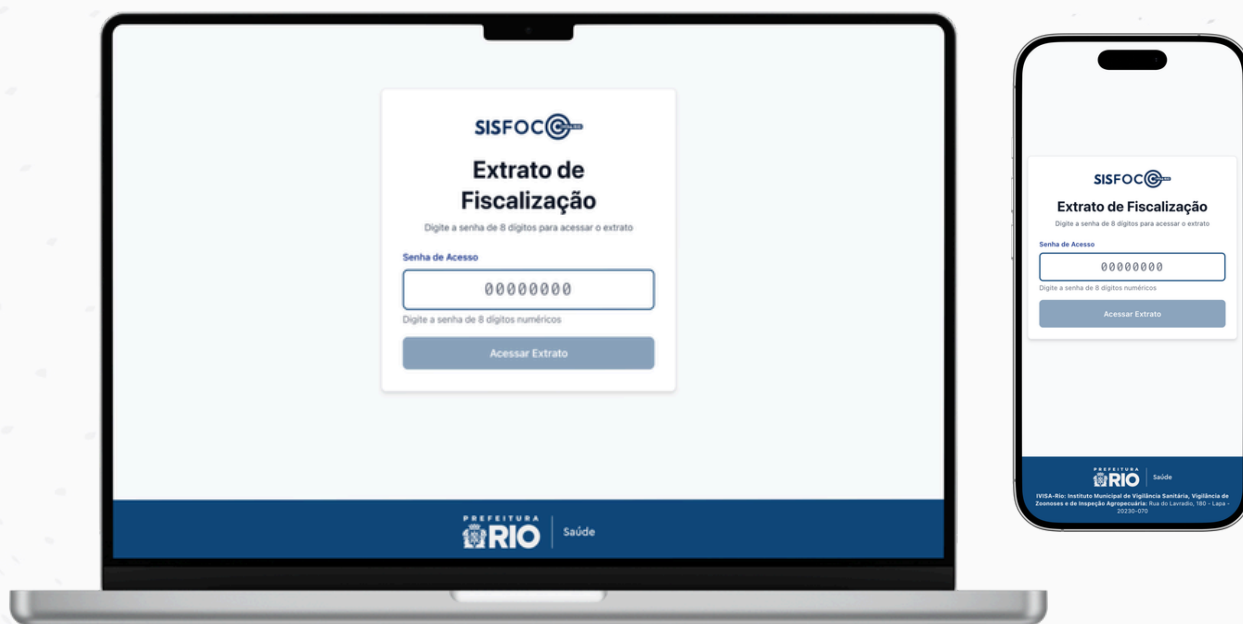 SISFOCO
Extrato de
Fiscalização
Digite a senha de 8 dígitos para acessar o extrato
Senha de Acesso
00000000
Digite a senha de 8 dígitos numéricos
Acessar Extrato
PREFEITURA
RIO
Saúde
SISFOCO
Extrato de Fiscalização
Digite a senha de 8 dígitos para acessar o extrato
Senha de Acesso
00000000
Digite a senha de 8 dígitos numéricos
Acessar Extrato
PREFEITURA
RIO
Saúde
IVISA-Rio: Instituto Municipal de Vigilância Sanitária, Vigilância de
Zoonoses e de Inspeção Agropecuária: Rua do Lavradio, 180 - Lapa -
20230-070